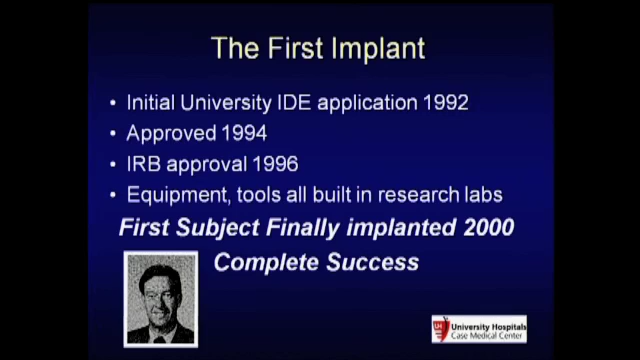 The First Implant
• Initial University IDE application 1992
• Approved 1994
• IRB approval 1996
• Equipment, tools all built in research labs
First Subject Finally implanted 2000
Complete Success
UH University Hospitals
Case Medical Center